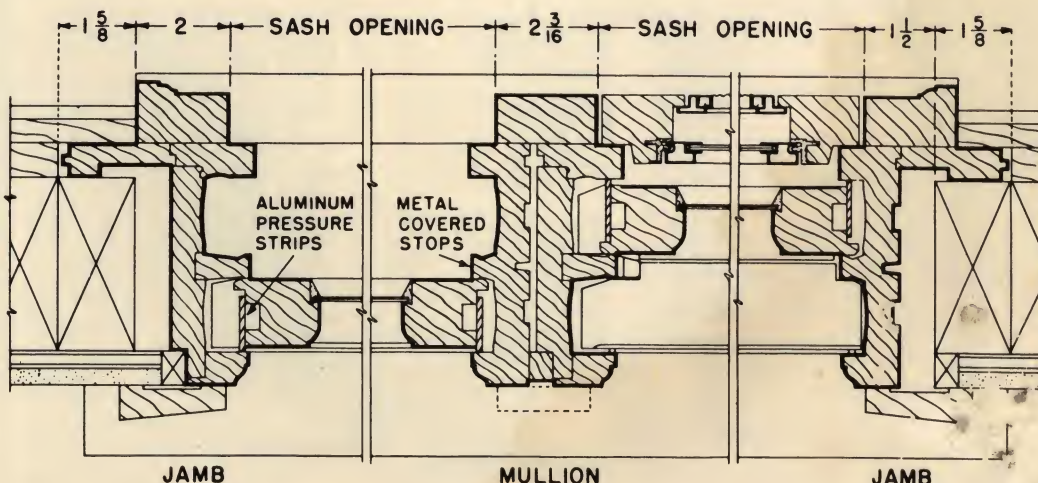 1 5/8 2 SASH OPENING 2 3/16 SASH OPENING 1 1/2 1 5/8
ALUMINUM
PRESSURE
STRIPS
METAL
COVERED
STOPS
JAMB MULLION JAMB